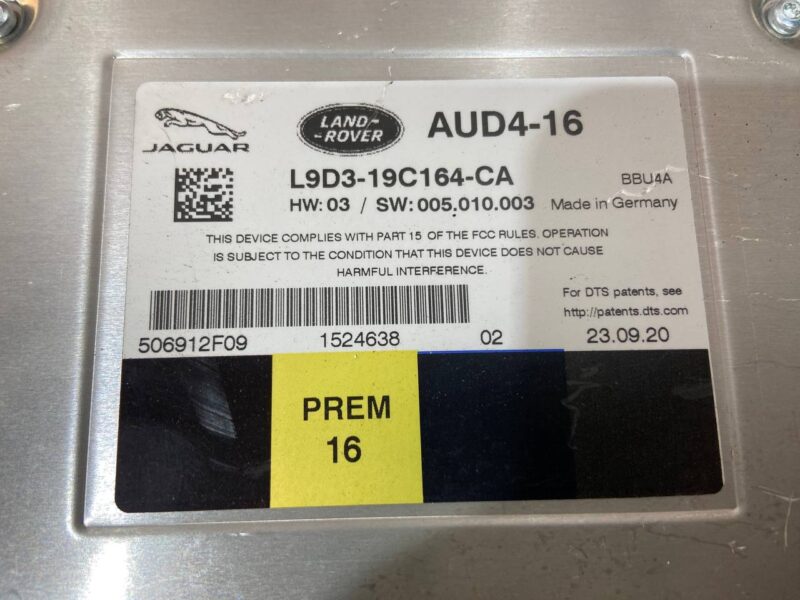 JAGUAR
LAND-
-ROVER
AUD4-16
L9D3-19C164-CA
BBU4A
HW: 03 / SW: 005.010.003
Made in Germany
THIS DEVICE COMPLIES WITH PART 15 OF THE FCC RULES. OPERATION
IS SUBJECT TO THE CONDITION THAT THIS DEVICE DOES NOT CAUSE
HARMFUL INTERFERENCE.
For DTS patents, see
http://patents.dts.com
506912F09 1524638 02 23.09.20
PREM
16